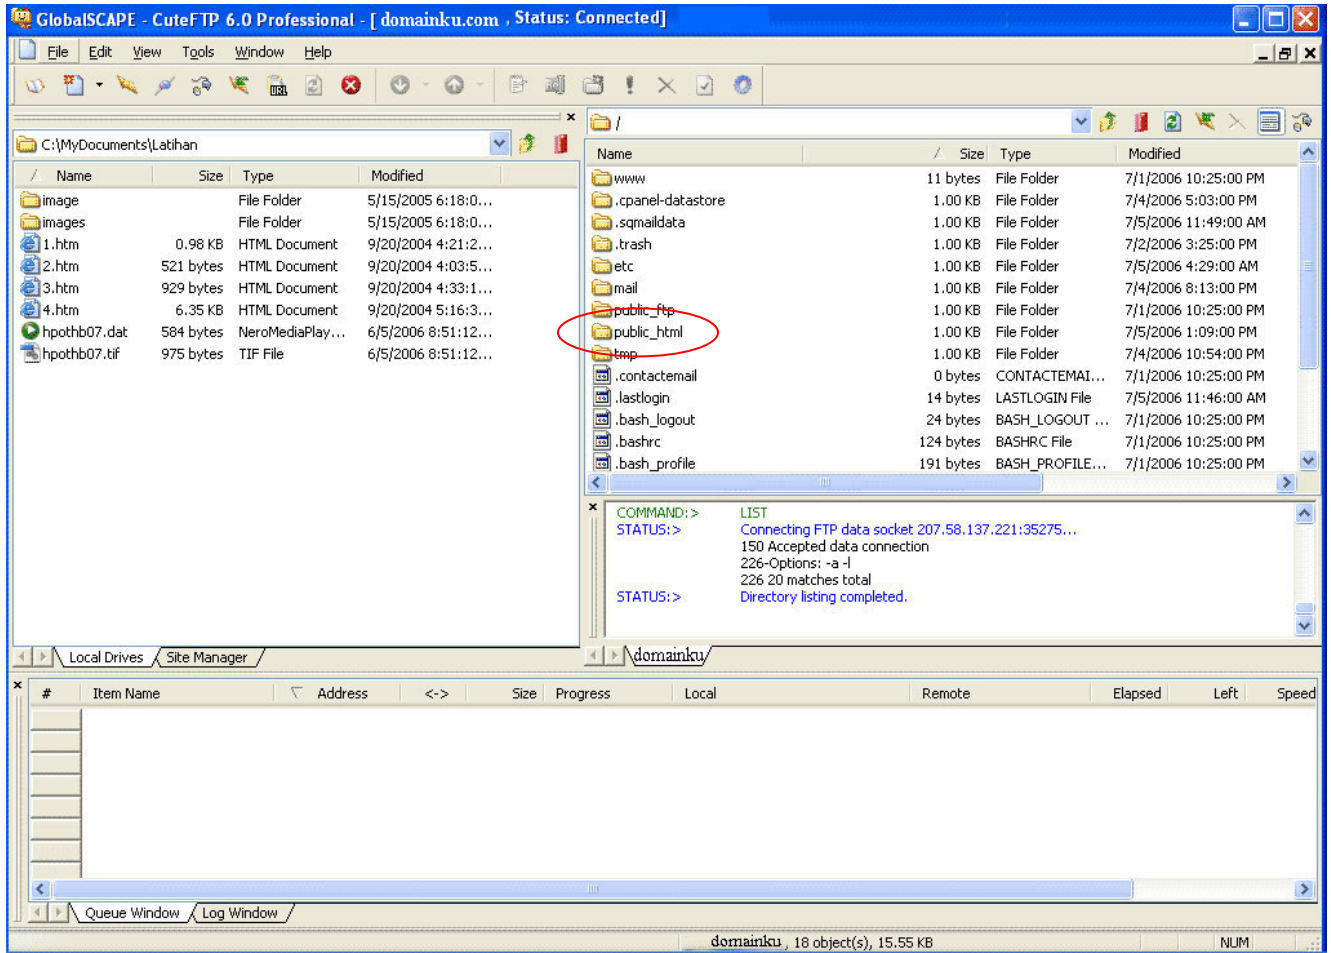 GlobalSCAPE - CuteFTP 6.0 Professional - [ domainku.com , Status: Connected]
File Edit View Tools Window Help
URL
C:\MyDocuments\Latihan
Name Size Type Modified
image File Folder 5/15/2005 6:18:0...
images File Folder 5/15/2005 6:18:0...
1.htm 0.98 KB HTML Document 9/20/2004 4:21:2...
2.htm 521 bytes HTML Document 9/20/2004 4:03:5...
3.htm 929 bytes HTML Document 9/20/2004 4:33:1...
4.htm 6.35 KB HTML Document 9/20/2004 5:16:3...
hpothb07.dat 584 bytes NeroMediaPlay... 6/5/2006 8:51:12...
hpothb07.tif 975 bytes TIF File 6/5/2006 8:51:12...
Local Drives Site Manager
/
Name Size Type Modified
www 11 bytes File Folder 7/1/2006 10:25:00 PM
.cpanel-datastore 1.00 KB File Folder 7/4/2006 5:03:00 PM
.sqmaildata 1.00 KB File Folder 7/5/2006 11:49:00 AM
.trash 1.00 KB File Folder 7/2/2006 3:25:00 PM
etc 1.00 KB File Folder 7/5/2006 4:29:00 AM
mail 1.00 KB File Folder 7/4/2006 8:13:00 PM
public_ftp 1.00 KB File Folder 7/1/2006 10:25:00 PM
public_html 1.00 KB File Folder 7/5/2006 1:09:00 PM
tmp 1.00 KB File Folder 7/4/2006 10:54:00 PM
.contactemail 0 bytes CONTACTEMAI... 7/1/2006 10:25:00 PM
.lastlogin 14 bytes LASTLOGIN File 7/5/2006 11:46:00 AM
.bash_logout 24 bytes BASH_LOGOUT ... 7/1/2006 10:25:00 PM
.bashrc 124 bytes BASHRC File 7/1/2006 10:25:00 PM
.bash_profile 191 bytes BASH_PROFILE... 7/1/2006 10:25:00 PM
COMMAND:> LIST
STATUS:> Connecting FTP data socket 207.58.137.221:35275...
150 Accepted data connection
226-Options: -a -l
226 20 matches total
STATUS:> Directory listing completed.
domainku
# Item Name Address <-> Size Progress Local Remote Elapsed Left Speed
Queue Window Log Window
domainku , 18 object(s), 15.55 KB NUM